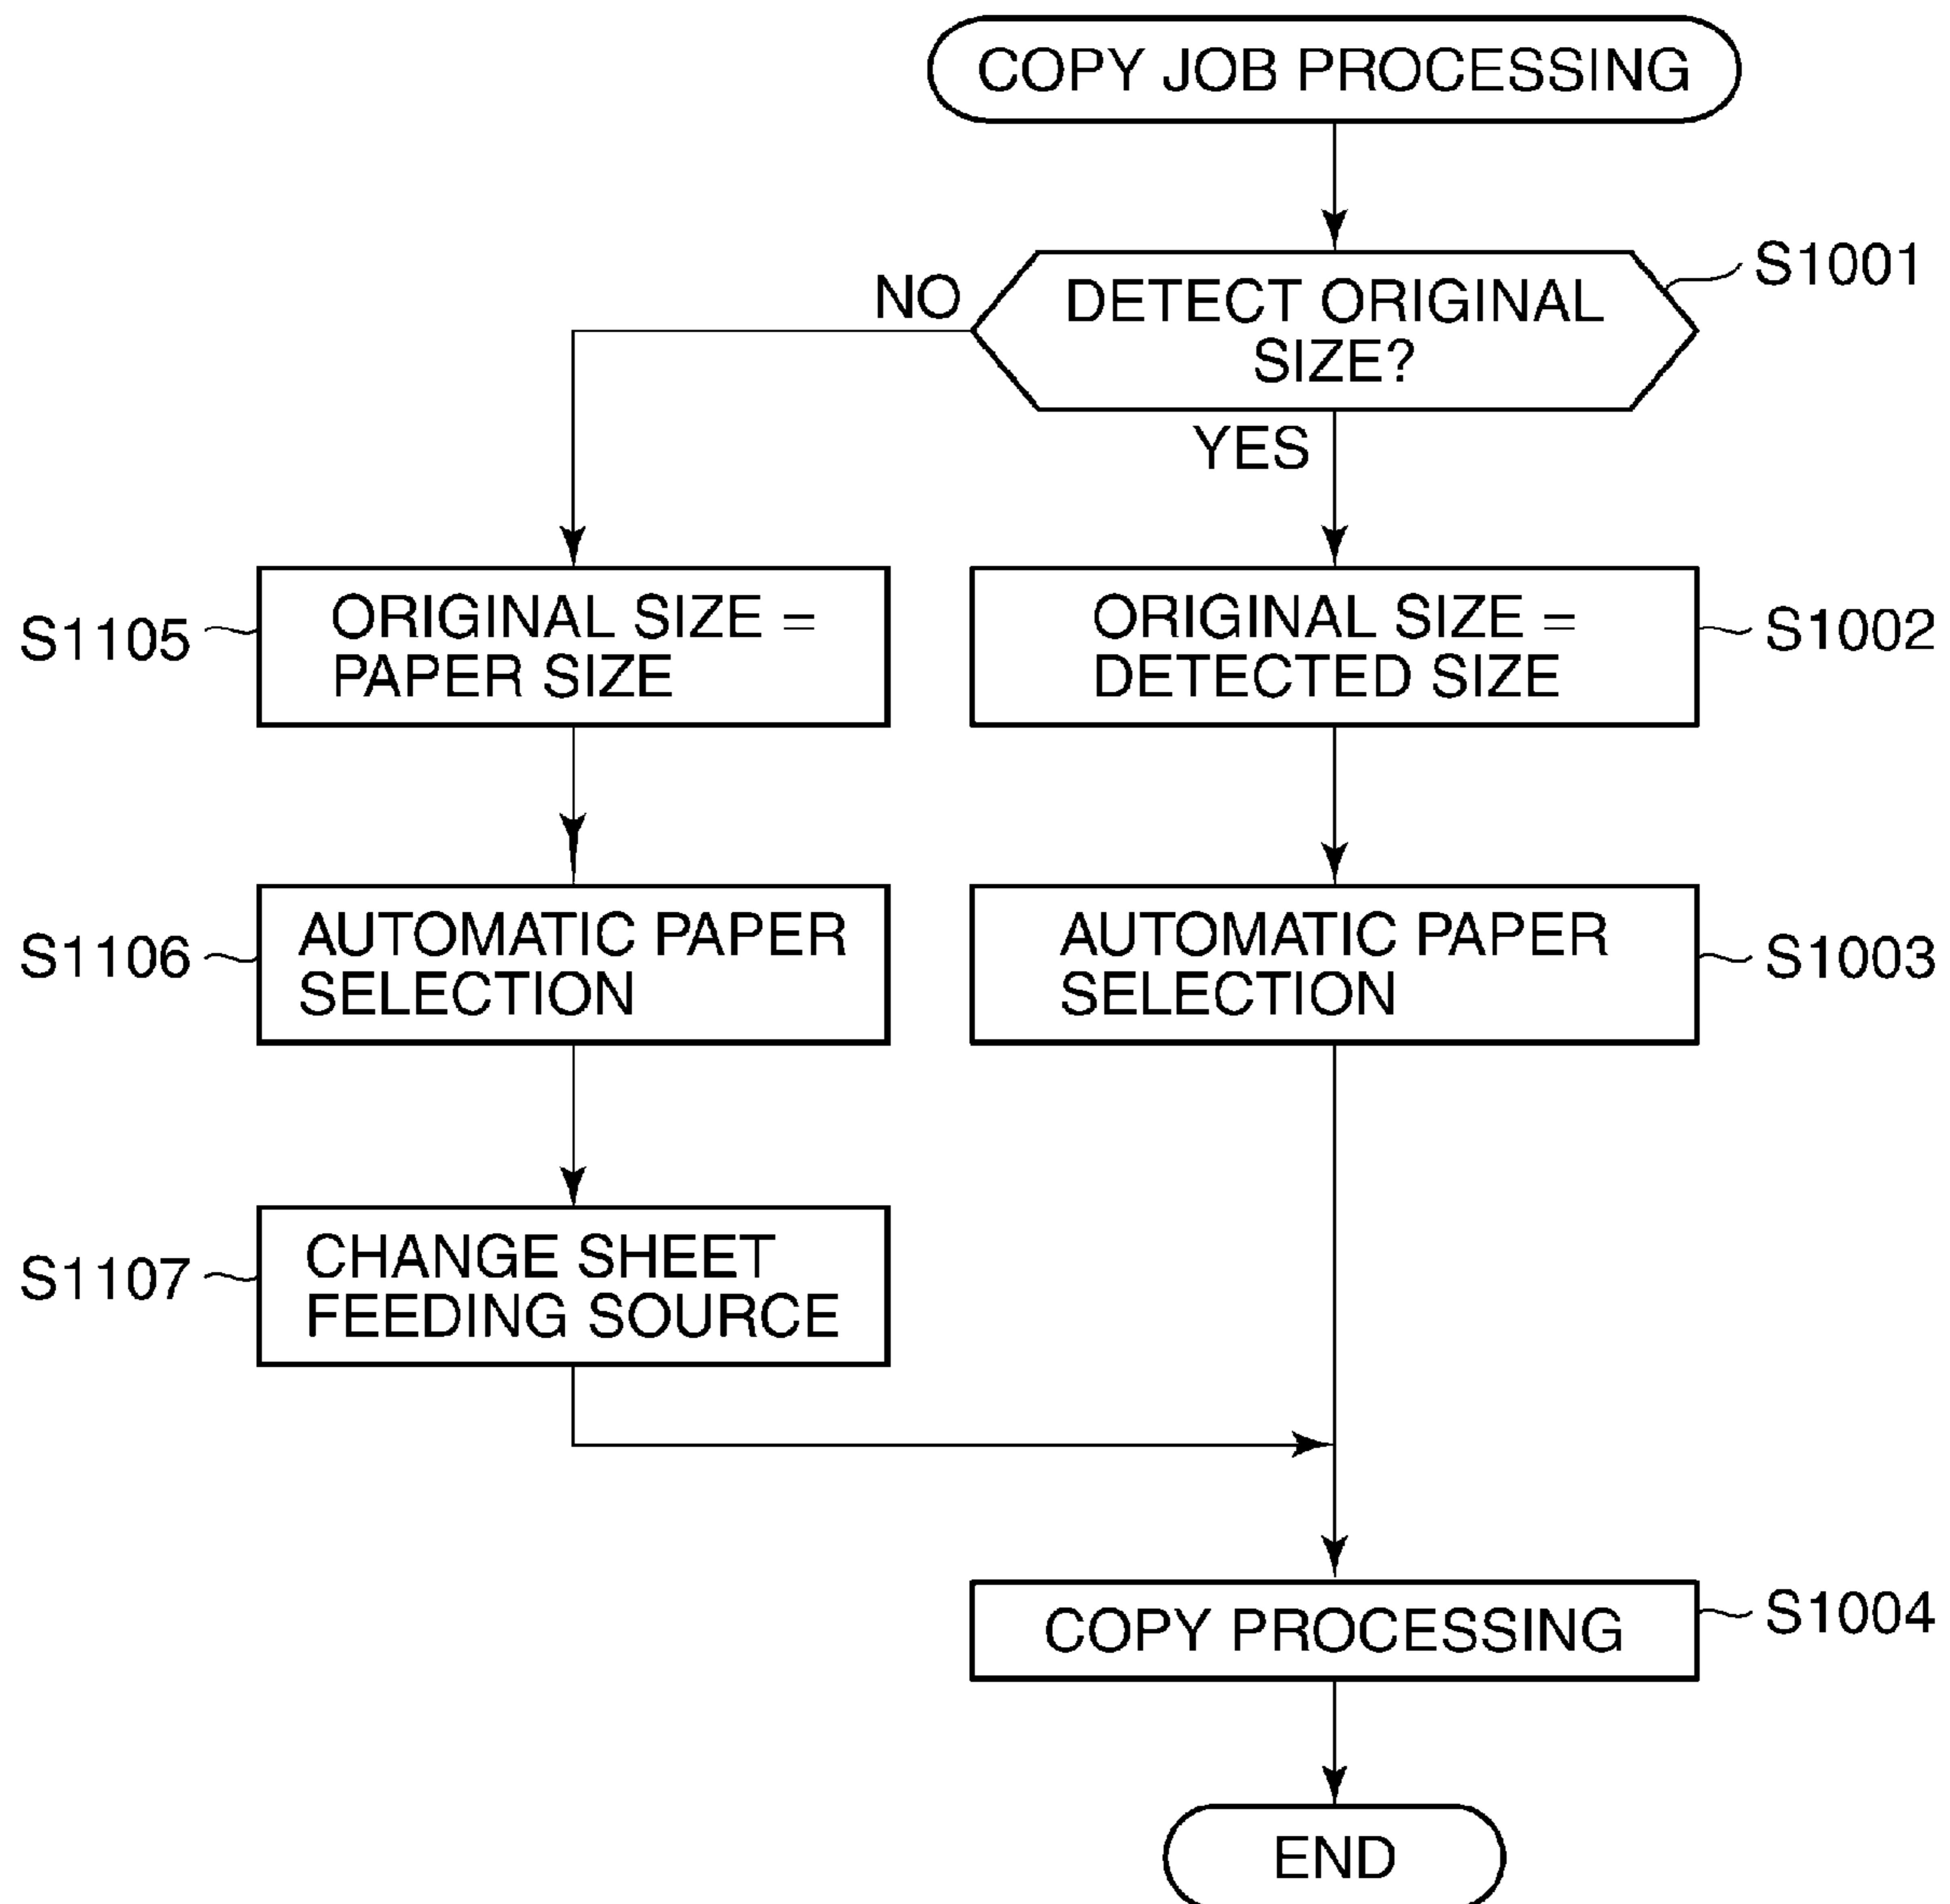 COPY JOB PROCESSING
S1001
DETECT ORIGINAL
SIZE?
NO
YES
S1105
ORIGINAL SIZE =
PAPER SIZE
ORIGINAL SIZE =
DETECTED SIZE
S1002
S1106
AUTOMATIC PAPER
SELECTION
AUTOMATIC PAPER
SELECTION
S1003
S1107
CHANGE SHEET
FEEDING SOURCE
COPY PROCESSING
S1004
END